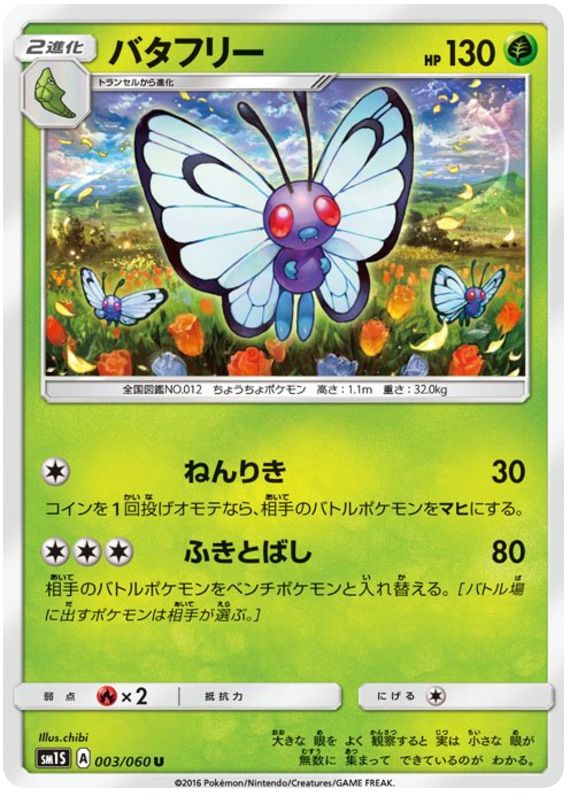 2進化
バタフリー
HP 130
トランセルから進化
全国図鑑NO.012 ちょうちょポケモン 高さ:1.1m 重さ:32.0kg
ねんりき 30
コインを1回投げオモテなら、相手のバトルポケモンをマヒにする。
ふきとばし 80
相手のバトルポケモンをベンチポケモンと入れ替える。[バトル場
に出すポケモンは相手が選ぶ。]
弱点 ×2 抵抗力 にげる
Illus.chibi
SM1S A 003/060 U
大きな 眼を よく 観察すると 実は 小さな 眼が
無数に 集まって できているのが わかる。
©2016 Pokémon/Nintendo/Creatures/GAME FREAK.